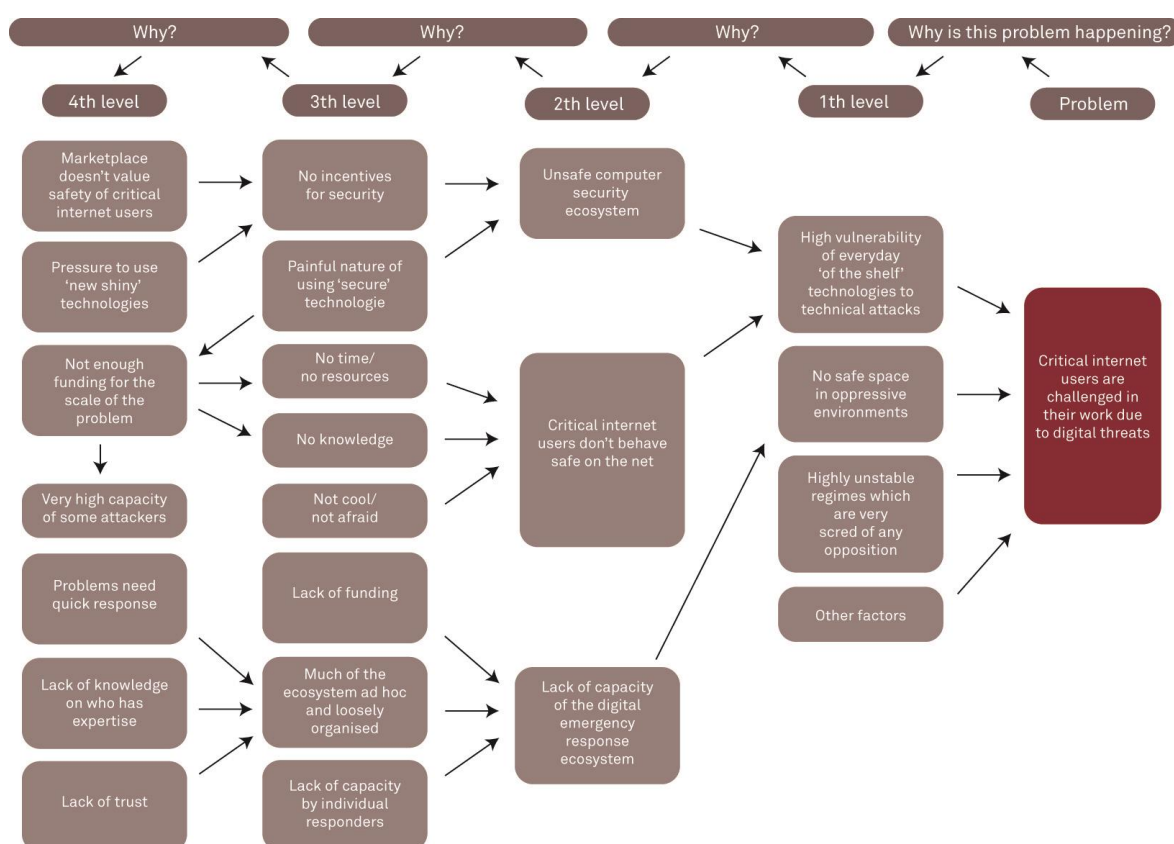 Why?
Why?
Why?
Why is this problem happening?
4th level
3th level
2th level
1th level
Problem
Marketplace
doesn't value
safety of critical
internet users
Pressure to use
'new shiny'
technologies
Not enough
funding for the
scale of the
problem
Very high capacity
of some attackers
Problems need
quick response
Lack of knowledge
on who has
expertise
Lack of trust
No incentives
for security
Painful nature of
using 'secure'
technologie
No time/
no resources
No knowledge
Not cool/
not afraid
Lack of funding
Much of the
ecosystem ad hoc
and loosely
organised
Lack of capacity
by individual
responders
Unsafe computer
security
ecosystem
Critical internet
users don't behave
safe on the net
Lack of capacity
of the digital
emergency
response
ecosystem
High vulnerability
of everyday
'of the shelf'
technologies to
technical attacks
No safe space
in oppressive
environments
Highly unstable
regimes which
are very
scred of any
opposition
Other factors
Critical internet
users are
challenged in
their work due
to digital threats